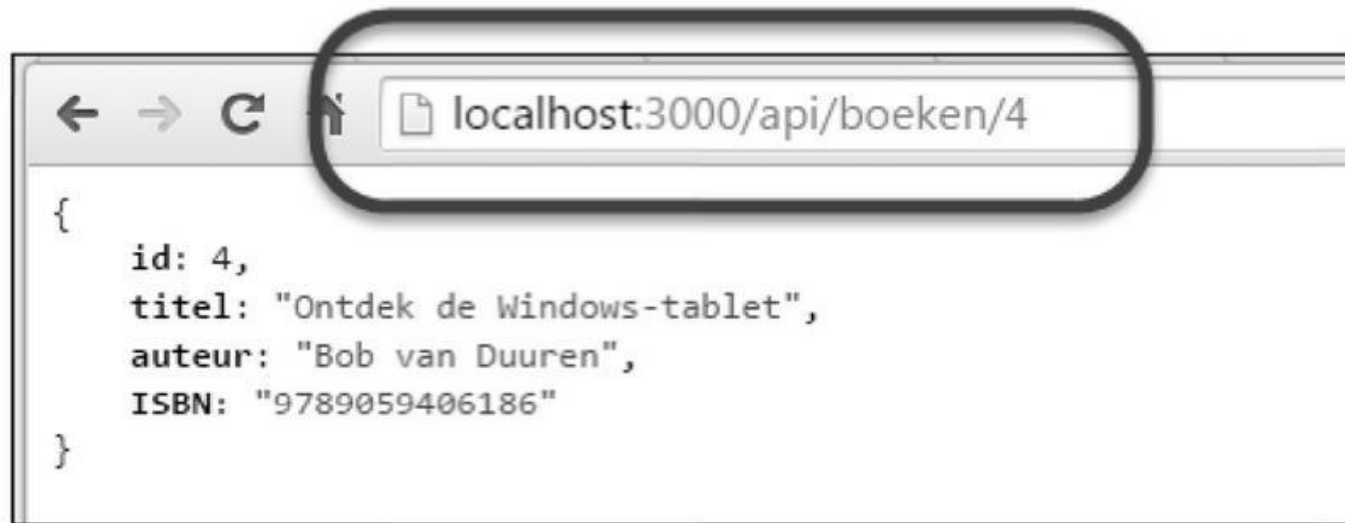 localhost:3000/api/boeken/4
{
id: 4,
titel: "Ontdek de Windows-tablet",
auteur: "Bob van Duuren",
ISBN: "9789059406186"
}